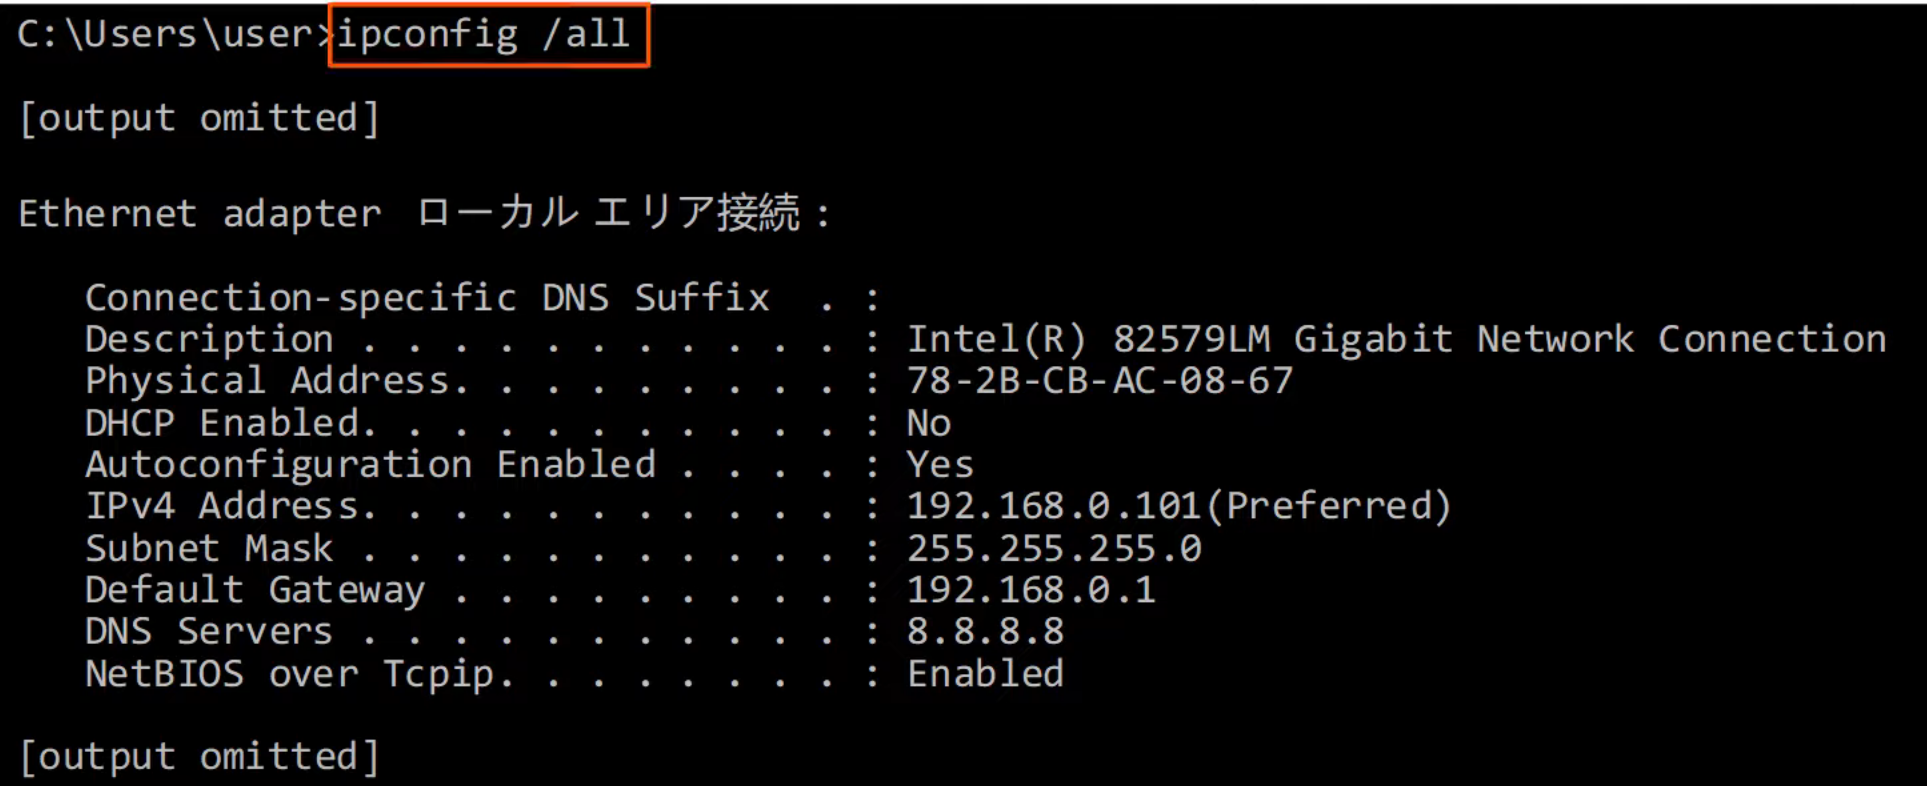 C:\Users\user>ipconfig /all
[output omitted]
Ethernet adapter ローカル エリア接続:
Connection-specific DNS Suffix  . :
Description . . . . . . . . . . . : Intel(R) 82579LM Gigabit Network Connection
Physical Address. . . . . . . . . : 78-2B-CB-AC-08-67
DHCP Enabled. . . . . . . . . . . : No
Autoconfiguration Enabled . . . . : Yes
IPv4 Address. . . . . . . . . . . : 192.168.0.101(Preferred)
Subnet Mask . . . . . . . . . . . : 255.255.255.0
Default Gateway . . . . . . . . . : 192.168.0.1
DNS Servers . . . . . . . . . . . : 8.8.8.8
NetBIOS over Tcpip. . . . . . . . : Enabled
[output omitted]